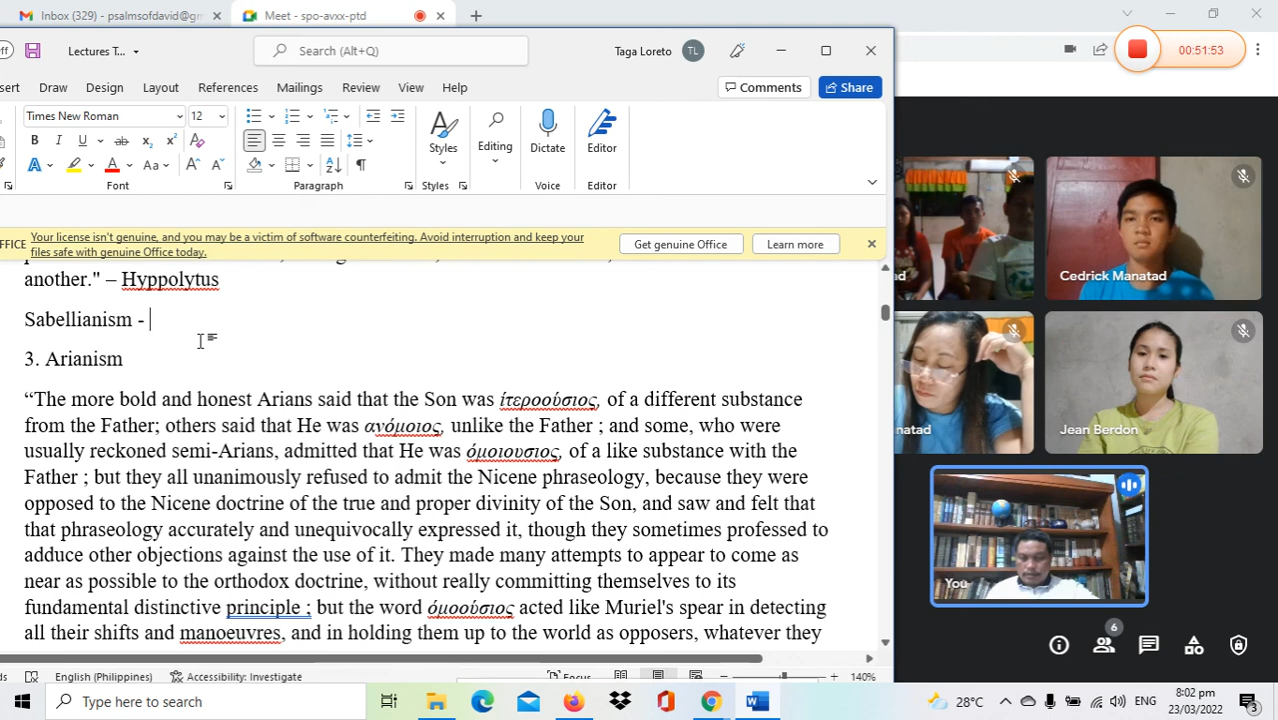 Inbox (329) - psalmsofdavid@gm
Meet - spo-avxx-ptd
ff
Lectures T...
Search (Alt+Q)
Taga Loreto
TL
00:51:53
sert Draw Design Layout References Mailings Review View Help
Comments
Share
Times New Roman
12
Styles
Editing
Dictate
Editor
Font
Paragraph
Styles
Voice
Editor
OFFICE
Your license isn't genuine, and you may be a victim of software counterfeiting. Avoid interruption and keep your
files safe with genuine Office today.
Get genuine Office
Learn more
another." – Hyppolytus
Sabellianism -
3. Arianism
“The more bold and honest Arians said that the Son was ἑτεροούσιος, of a different substance
from the Father; others said that He was ανόμοιος, unlike the Father ; and some, who were
usually reckoned semi-Arians, admitted that He was όμοιουσιος, of a like substance with the
Father ; but they all unanimously refused to admit the Nicene phraseology, because they were
opposed to the Nicene doctrine of the true and proper divinity of the Son, and saw and felt that
that phraseology accurately and unequivocally expressed it, though they sometimes professed to
adduce other objections against the use of it. They made many attempts to appear to come as
near as possible to the orthodox doctrine, without really committing themselves to its
fundamental distinctive principle ; but the word όμοούσιος acted like Muriel's spear in detecting
all their shifts and manoeuvres, and in holding them up to the world as opposers, whatever they
ad
Cedrick Manatad
anatad
Jean Berdon
You
6
ds
English (Philippines)
Accessibility: Investigate
Focus
140%
Type here to search
28°C
ENG
8:02 pm
23/03/2022
3